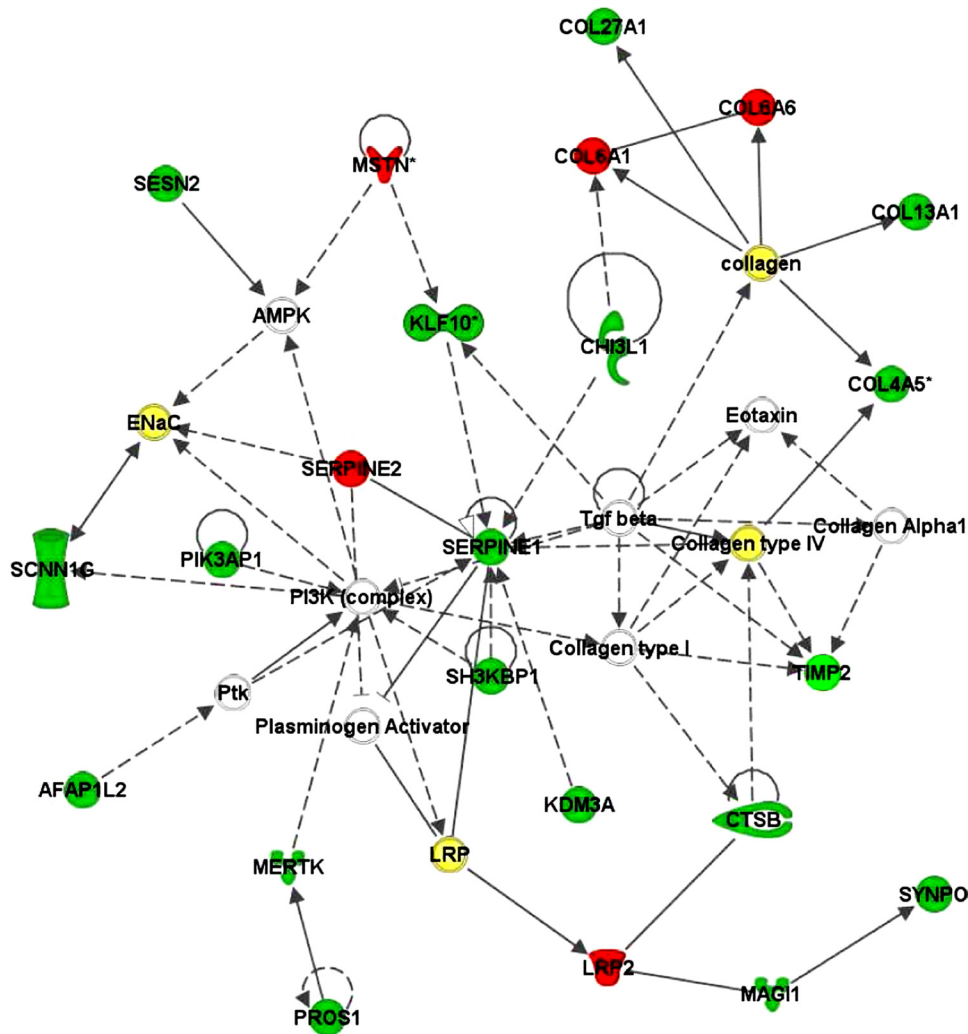 COL27A1
COL6A6
MSTN*
COL6A1
SESN2
COL13A1
collagen
AMPK
KLF10*
CHI3L1
COL4A5*
ENaC
Eotaxin
SERPINE2
Tgf beta
Collagen Alpha1
SERPINE1
Collagen type IV
PIK3AP1
SCNN1G
PI3K (complex)
Collagen type I
SH3KBP1
TIMP2
Ptk
Plasminogen Activator
AFAP1L2
KDM3A
CTSB
LRP
MERTK
SYNPO
LRP2
MAGI1
PROS1